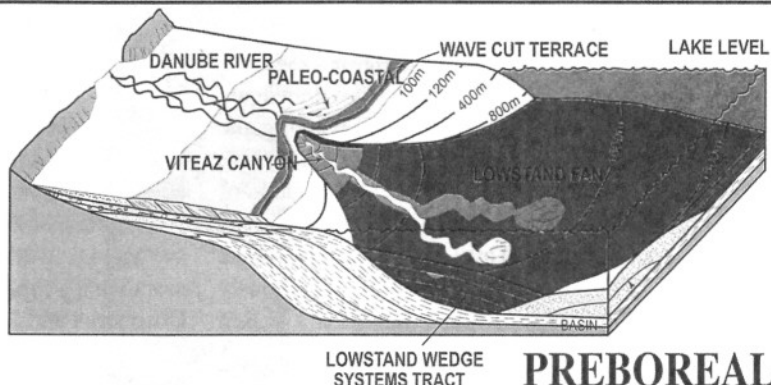 WAVE CUT TERRACE
LAKE LEVEL
DANUBE RIVER
PALEO-COASTAL
100m
120m
400m
800m
VITEAZ CANYON
LOWSTAND FAN
BASIN
LOWSTAND WEDGE
SYSTEMS TRACT
PREBOREAL